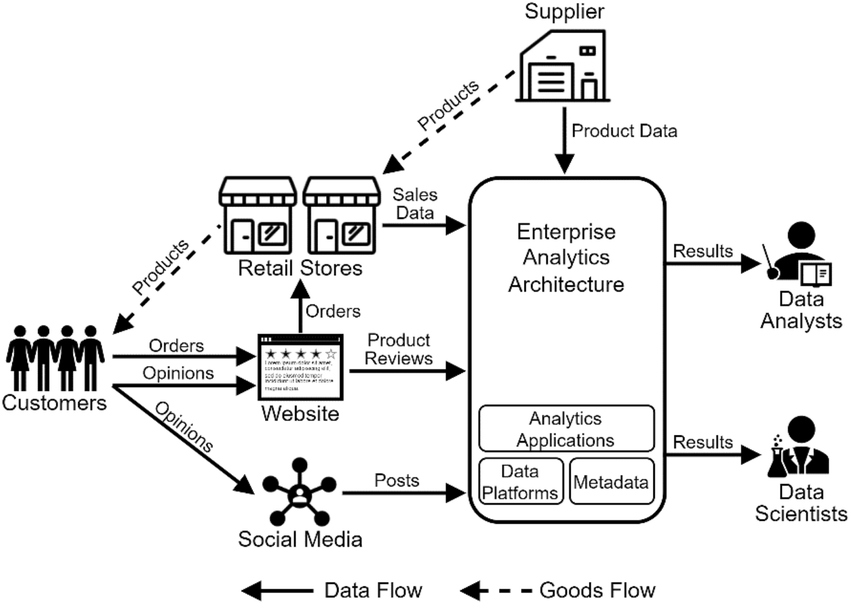 Supplier
Products
Product Data
Sales
Data
Enterprise
Analytics
Architecture
Retail Stores
Products
Orders
Results
Data
Analysts
Orders
Opinions
Customers
Website
Product
Reviews
Opinions
Analytics
Applications
Data
Platforms
Metadata
Results
Data
Scientists
Posts
Social Media
Data Flow
Goods Flow